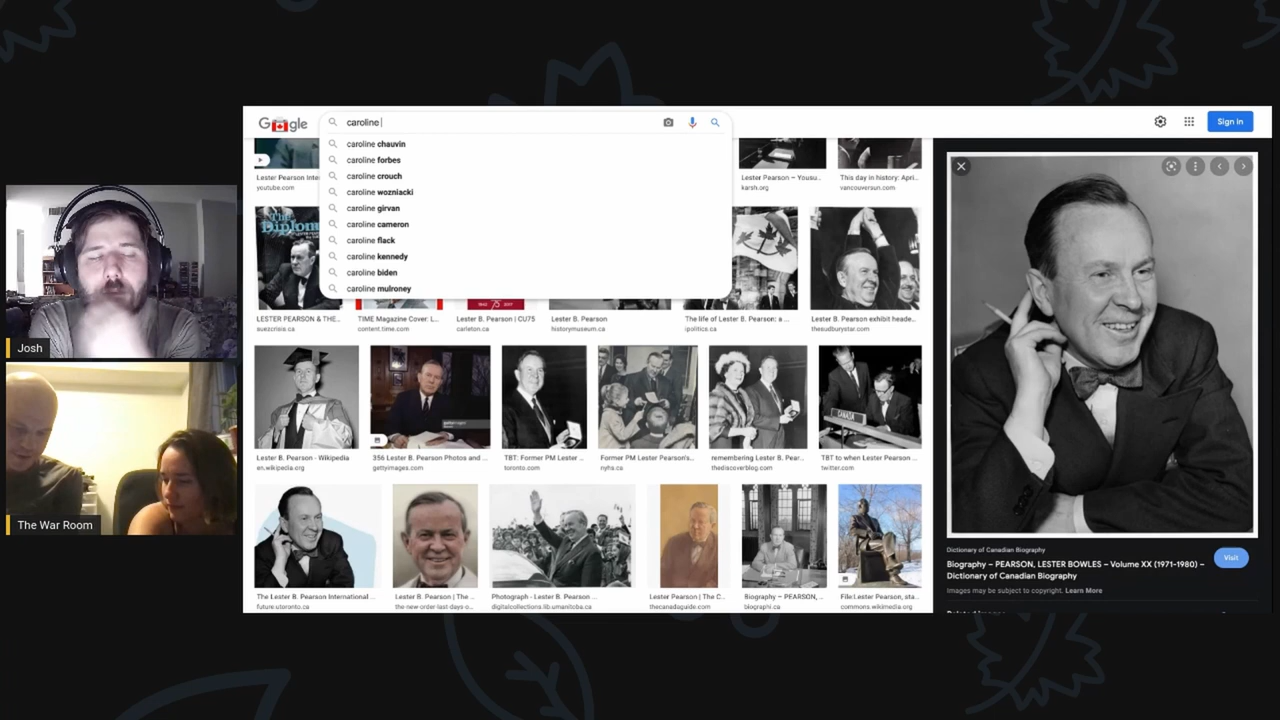 Google
caroline
Sign in
caroline chauvin
caroline forbes
caroline crouch
caroline wozniacki
caroline girvan
caroline cameron
caroline flack
caroline kennedy
caroline biden
caroline mulroney
Lester Pearson Inte
youtube.com
Lester Pearson – Yousu...
karsh.org
This day in history: Apri...
vancouversun.com
The
Diplom
LESTER PEARSON & THE...
suezcrisis.ca
TIME Magazine Cover: L...
content.time.com
75
Lester B. Pearson | CU75
carleton.ca
Lester B. Pearson
historymuseum.ca
The life of Lester B. Pearson; a ...
ipolitics.ca
Lester B. Pearson exhibit heade...
thesudburystar.com
CANADA
Lester B. Pearson - Wikipedia
en.wikipedia.org
356 Lester B. Pearson Photos and ...
gettyimages.com
TBT: Former PM Lester ...
toronto.com
Former PM Lester Pearson's...
nyhs.ca
remembering Lester B. Pear...
thediscoverblog.com
TBT to when Lester Pearson ...
twitter.com
The Lester B. Pearson International ...
future.utoronto.ca
Lester B. Pearson | The ...
the-new-order-last-days-o...
Photograph - Lester B. Pearson ...
digitalcollections.lib.umanitoba.ca
Lester Pearson | The C...
thecanadaguide.com
Biography – PEARSON, ...
biographi.ca
File:Lester Pearson, sta...
commons.wikimedia.org
Dictionary of Canadian Biography
Biography – PEARSON, LESTER BOWLES – Volume XX (1971-1980) –
Dictionary of Canadian Biography
Visit
Images may be subject to copyright. Learn More
Josh
The War Room